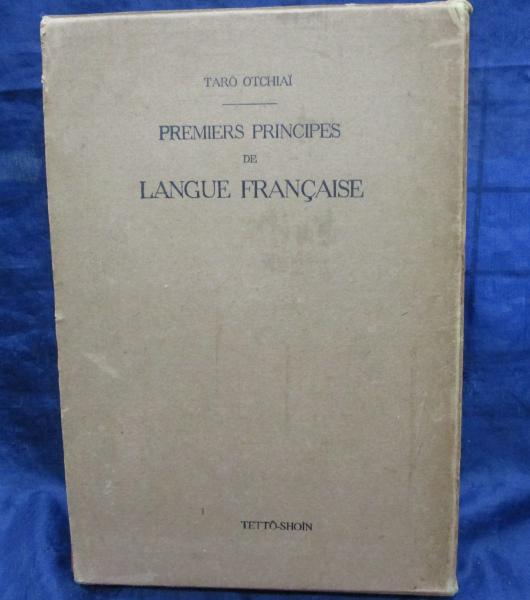 TARÔ OTCHIAÏ
PREMIERS PRINCIPES
DE
LANGUE FRANÇAISE
TETTÔ-SHOÏN